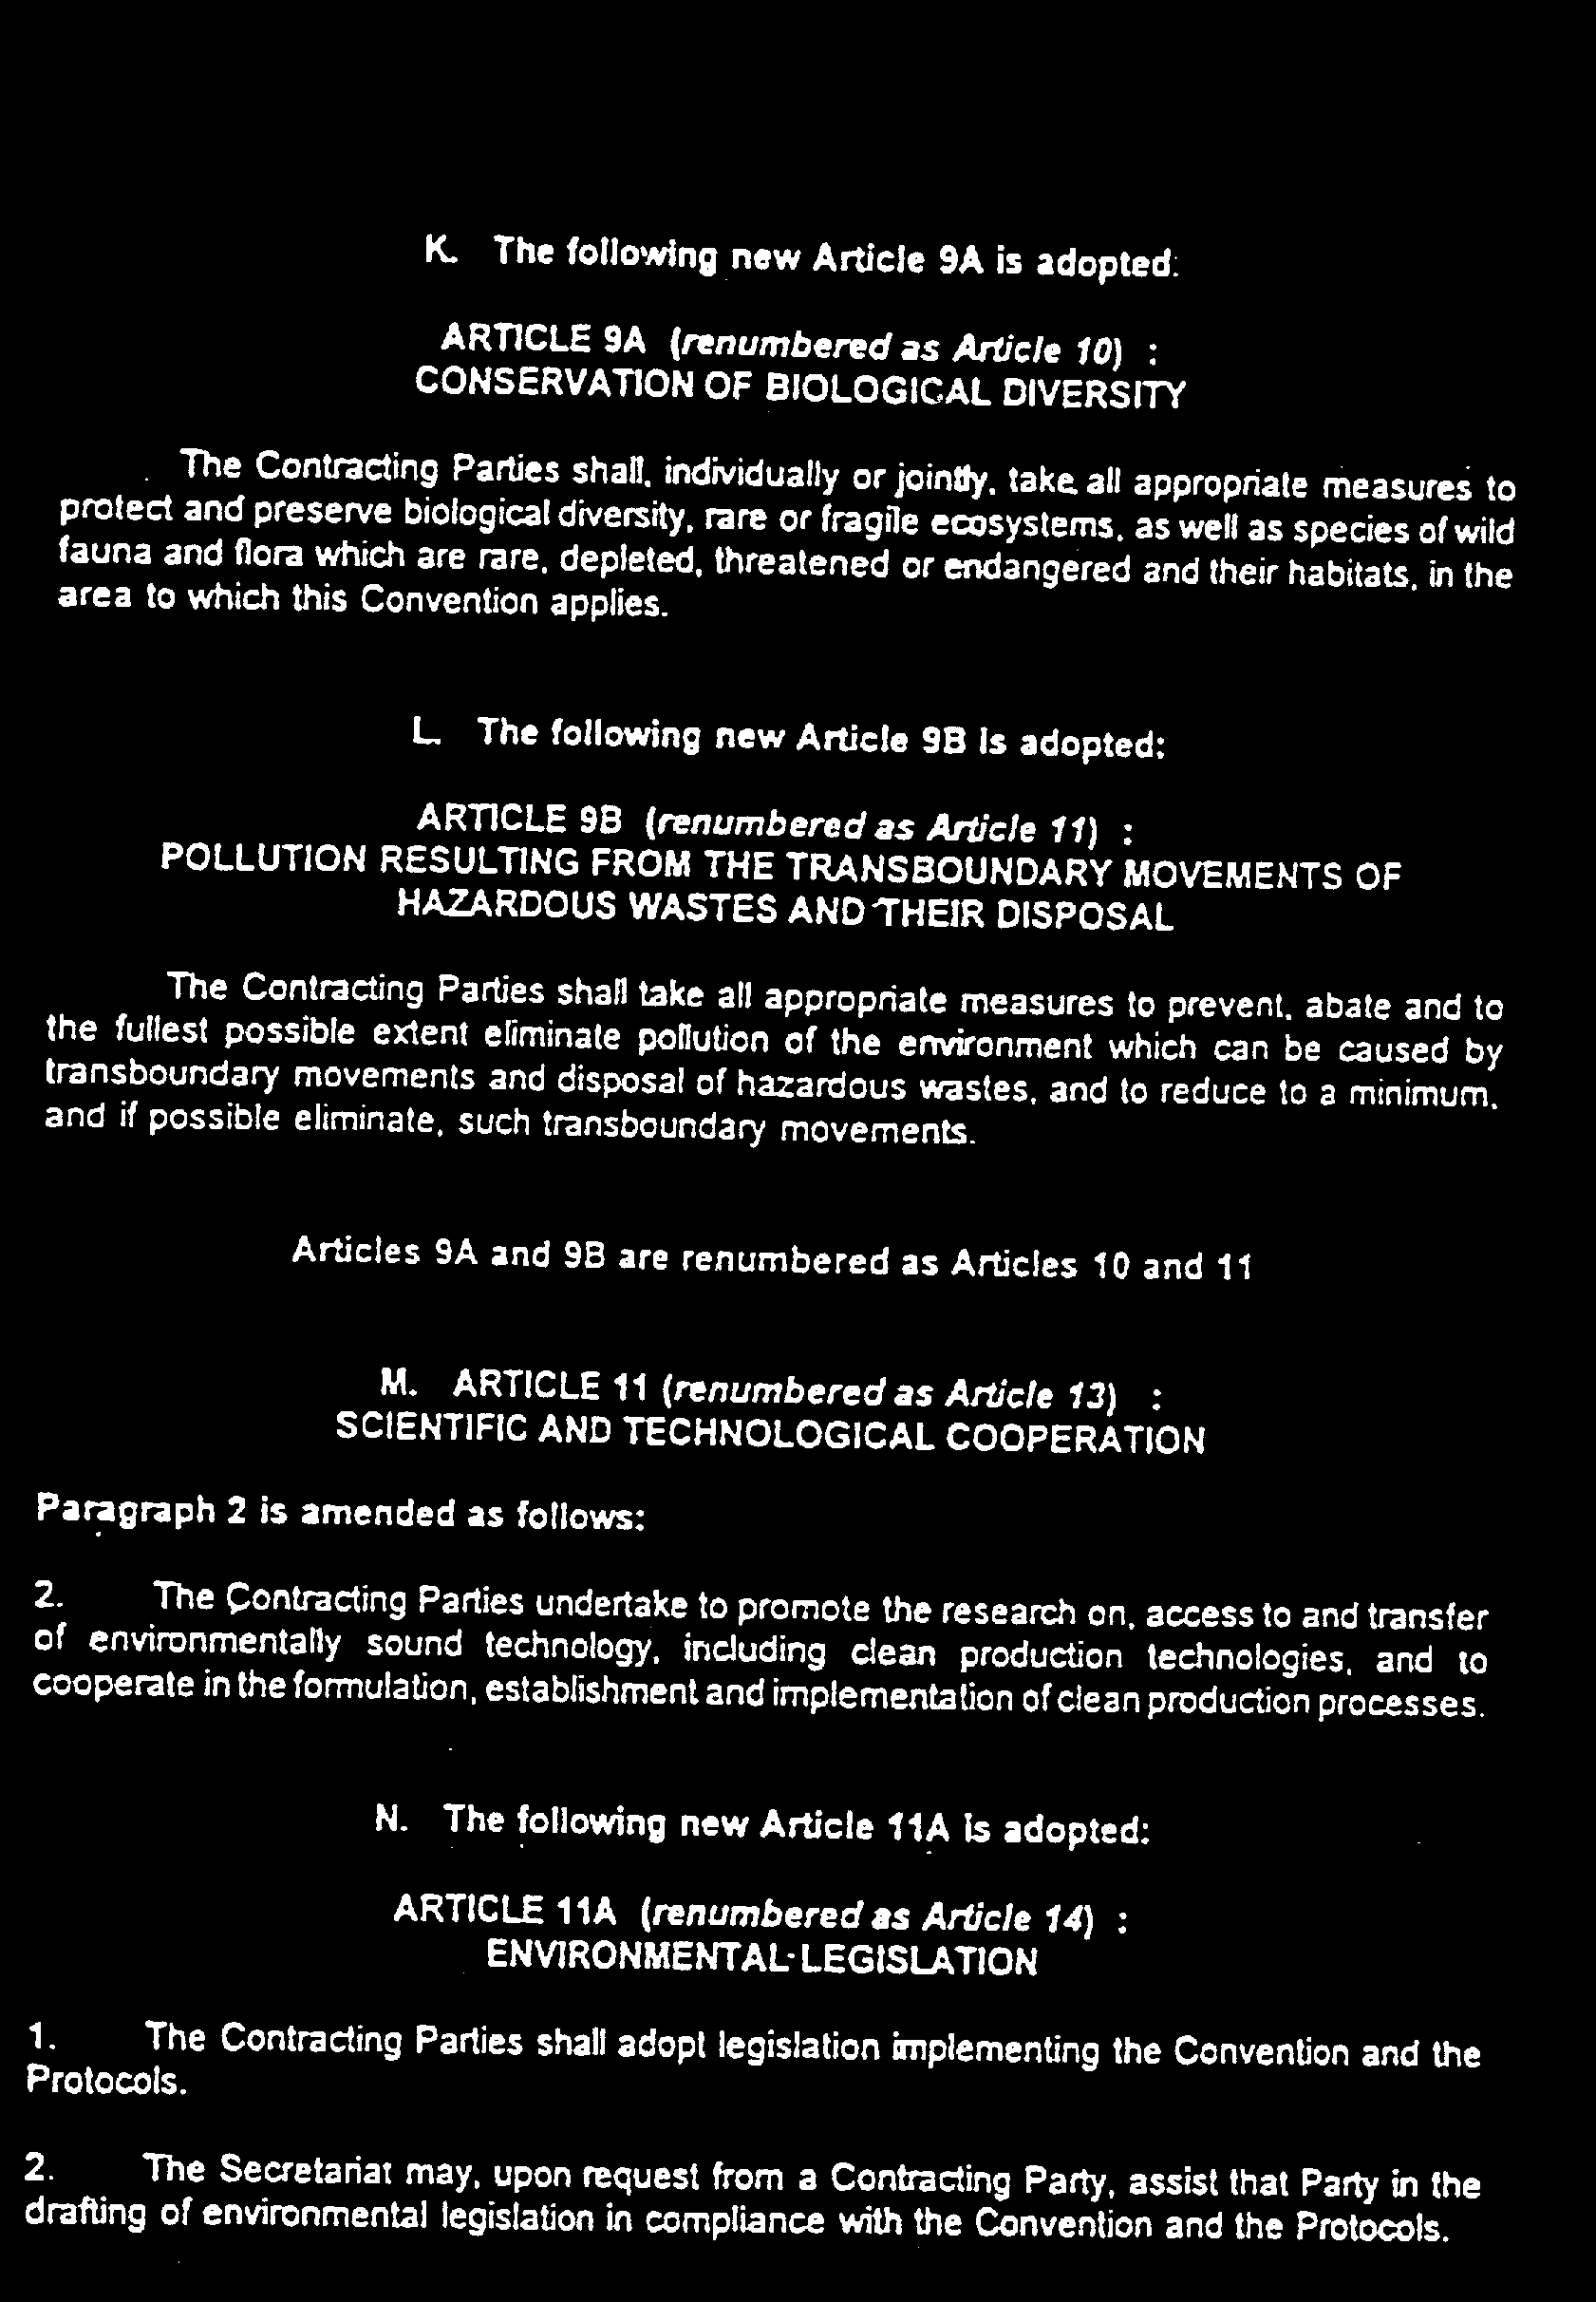 K. The following new Article 9A is adopted:
ARTICLE 9A (renumbered as Article 10) :
CONSERVATION OF BIOLOGICAL DIVERSITY
The Contracting Parties shall, individually or jointly, take all appropriate measures to
protect and preserve biological diversity, rare or fragile ecosystems, as well as species of wild
fauna and flora which are rare, depleted, threatened or endangered and their habitats, in the
area to which this Convention applies.
L. The following new Article 9B is adopted:
ARTICLE 9B (renumbered as Article 11) :
POLLUTION RESULTING FROM THE TRANSBOUNDARY MOVEMENTS OF
HAZARDOUS WASTES AND THEIR DISPOSAL
The Contracting Parties shall take all appropriate measures to prevent, abate and to
the fullest possible extent eliminate pollution of the environment which can be caused by
transboundary movements and disposal of hazardous wastes, and to reduce to a minimum,
and if possible eliminate, such transboundary movements.
Articles 9A and 9B are renumbered as Articles 10 and 11
M. ARTICLE 11 (renumbered as Article 13) :
SCIENTIFIC AND TECHNOLOGICAL COOPERATION
Paragraph 2 is amended as follows:
2. The Contracting Parties undertake to promote the research on, access to and transfer
of environmentally sound technology, including clean production technologies, and to
cooperate in the formulation, establishment and implementation of clean production processes.
N. The following new Article 11A is adopted:
ARTICLE 11A (renumbered as Article 14) :
ENVIRONMENTAL LEGISLATION
1. The Contracting Parties shall adopt legislation implementing the Convention and the
Protocols.
2. The Secretariat may, upon request from a Contracting Party, assist that Party in the
drafting of environmental legislation in compliance with the Convention and the Protocols.